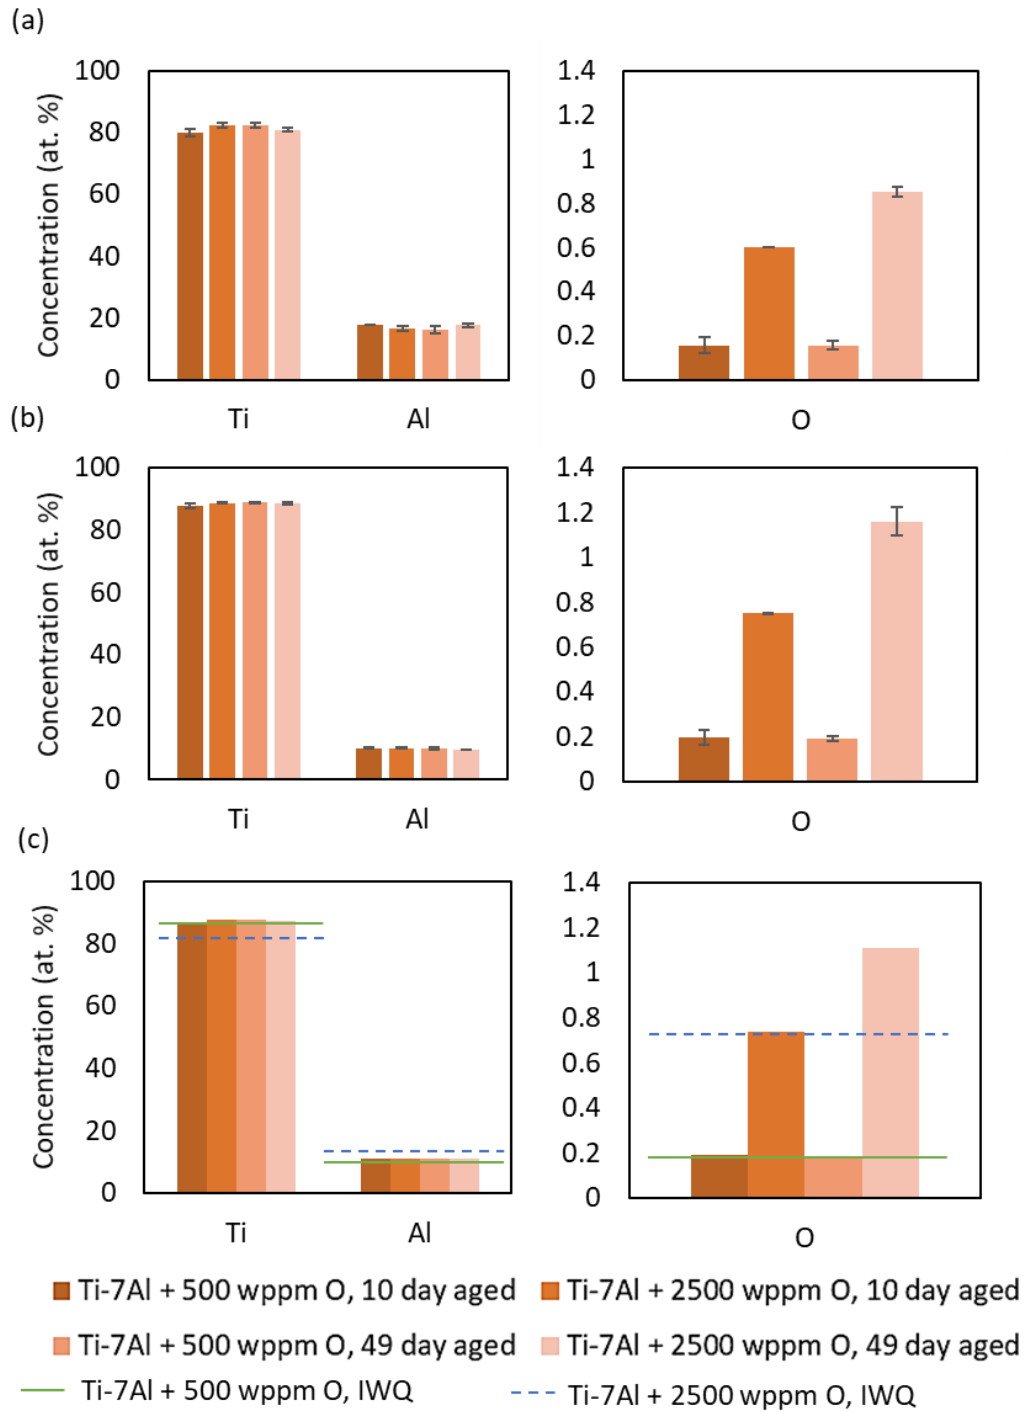 (a)
Concentration (at. %)
100
80
60
40
20
0
Ti
Al
1.4
1.2
1
0.8
0.6
0.4
0.2
0
O
(b)
Concentration (at. %)
100
80
60
40
20
0
Ti
Al
1.4
1.2
1
0.8
0.6
0.4
0.2
0
O
(c)
Concentration (at. %)
100
80
60
40
20
0
Ti
Al
1.4
1.2
1
0.8
0.6
0.4
0.2
0
O
Ti-7Al + 500 wppm O, 10 day aged
Ti-7Al + 2500 wppm O, 10 day aged
Ti-7Al + 500 wppm O, 49 day aged
Ti-7Al + 2500 wppm O, 49 day aged
Ti-7Al + 500 wppm O, IWQ
Ti-7Al + 2500 wppm O, IWQ